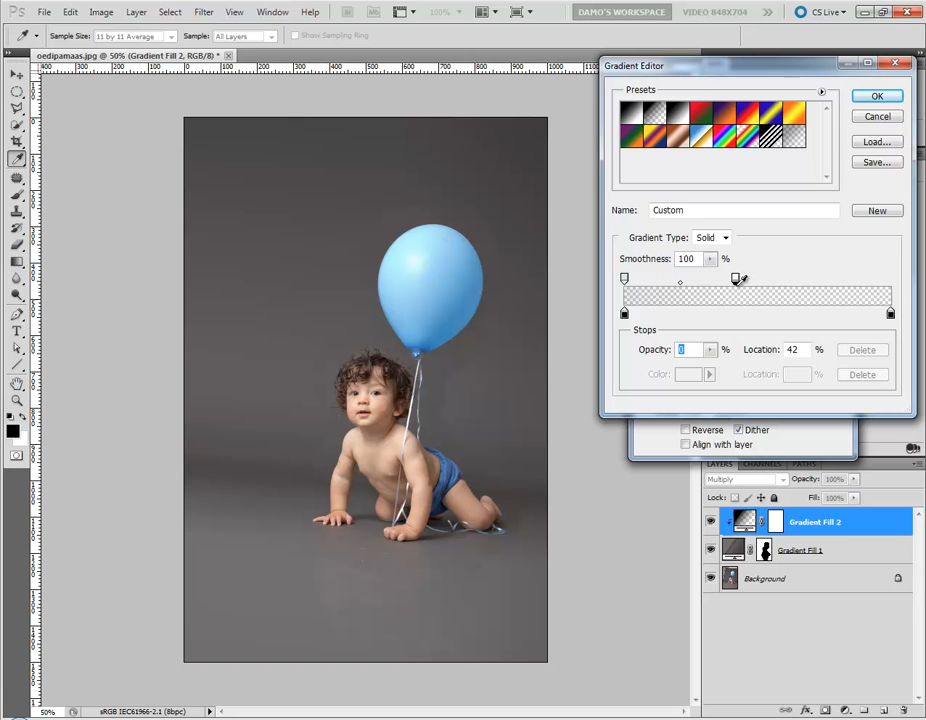 Ps File Edit Image Layer Select Filter View Window Help 100% DAMO'S WORKSPACE VIDEO 848X704 CS Live
Sample Size: 11 by 11 Average Sample: All Layers Show Sampling Ring
oedipamaas.jpg @ 50% (Gradient Fill 2, RGB/8) *
Gradient Editor
Presets
OK
Cancel
Load...
Save...
Name: Custom New
Gradient Type: Solid
Smoothness: 100 %
Stops
Opacity: 0 % Location: 42 % Delete
Color: Location: % Delete
Reverse Dither
Align with layer
LAYERS CHANNELS PATHS
Multiply Opacity: 100%
Lock: Fill: 100%
Gradient Fill 2
Gradient Fill 1
Background
50% sRGB IEC61966-2.1 (8bpc)